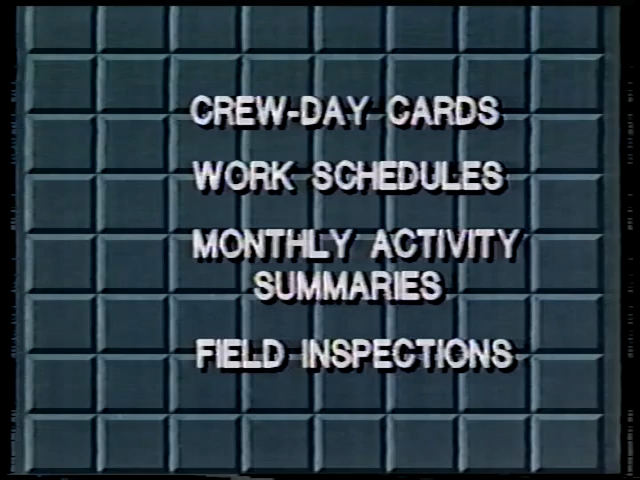 CREW-DAY CARDS
WORK SCHEDULES
MONTHLY ACTIVITY
SUMMARIES
FIELD INSPECTIONS